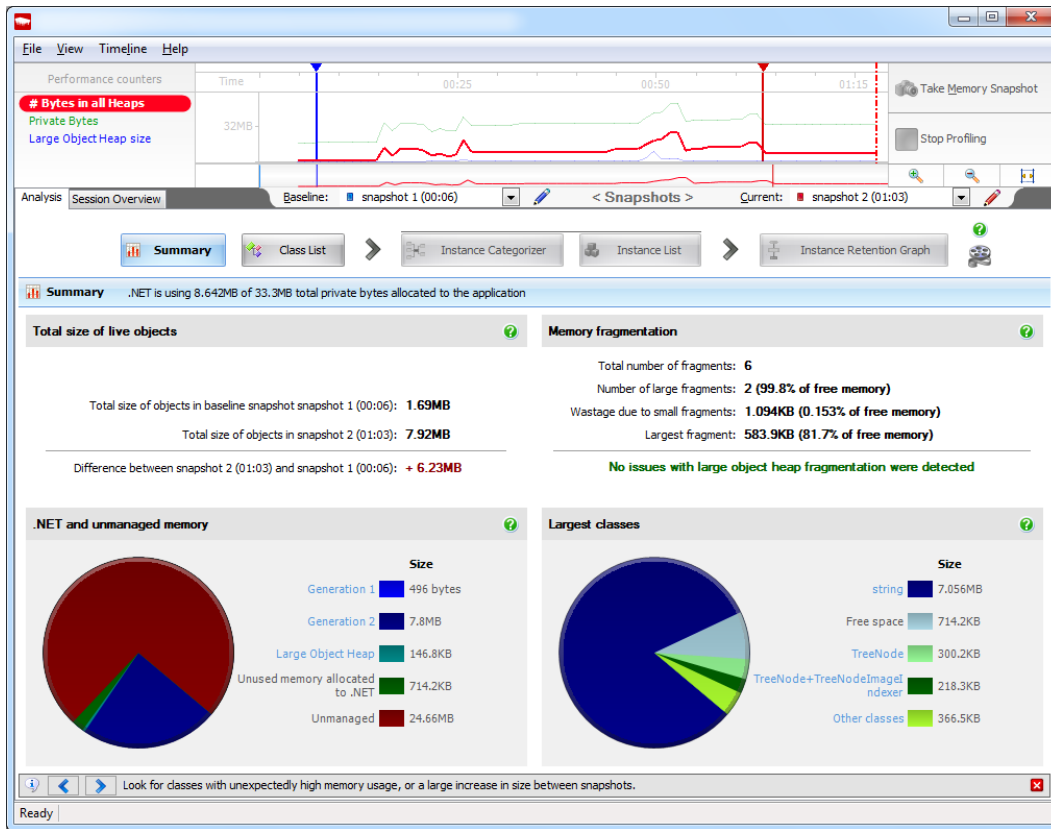 File View Timeline Help
Performance counters
# Bytes in all Heaps
Private Bytes
Large Object Heap size
Time 00:25 00:50 01:15
32MB
Take Memory Snapshot
Stop Profiling
Analysis Session Overview Baseline: snapshot 1 (00:06) < Snapshots > Current: snapshot 2 (01:03)
Summary Class List Instance Categorizer Instance List Instance Retention Graph
Summary .NET is using 8.642MB of 33.3MB total private bytes allocated to the application
Total size of live objects
Total size of objects in baseline snapshot snapshot 1 (00:06): 1.69MB
Total size of objects in snapshot 2 (01:03): 7.92MB
Difference between snapshot 2 (01:03) and snapshot 1 (00:06): + 6.23MB
Memory fragmentation
Total number of fragments: 6
Number of large fragments: 2 (99.8% of free memory)
Wastage due to small fragments: 1.094KB (0.153% of free memory)
Largest fragment: 583.9KB (81.7% of free memory)
No issues with large object heap fragmentation were detected
.NET and unmanaged memory
Size
Generation 1 496 bytes
Generation 2 7.8MB
Large Object Heap 146.8KB
Unused memory allocated
to .NET 714.2KB
Unmanaged 24.66MB
Largest classes
Size
string 7.056MB
Free space 714.2KB
TreeNode 300.2KB
TreeNode+TreeNodeImageI
ndexer 218.3KB
Other classes 366.5KB
Look for classes with unexpectedly high memory usage, or a large increase in size between snapshots.
Ready